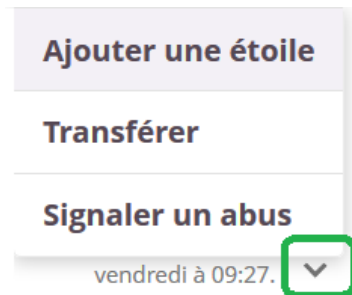 Ajouter une étoile
Transférer
Signaler un abus
vendredi à 09:27.